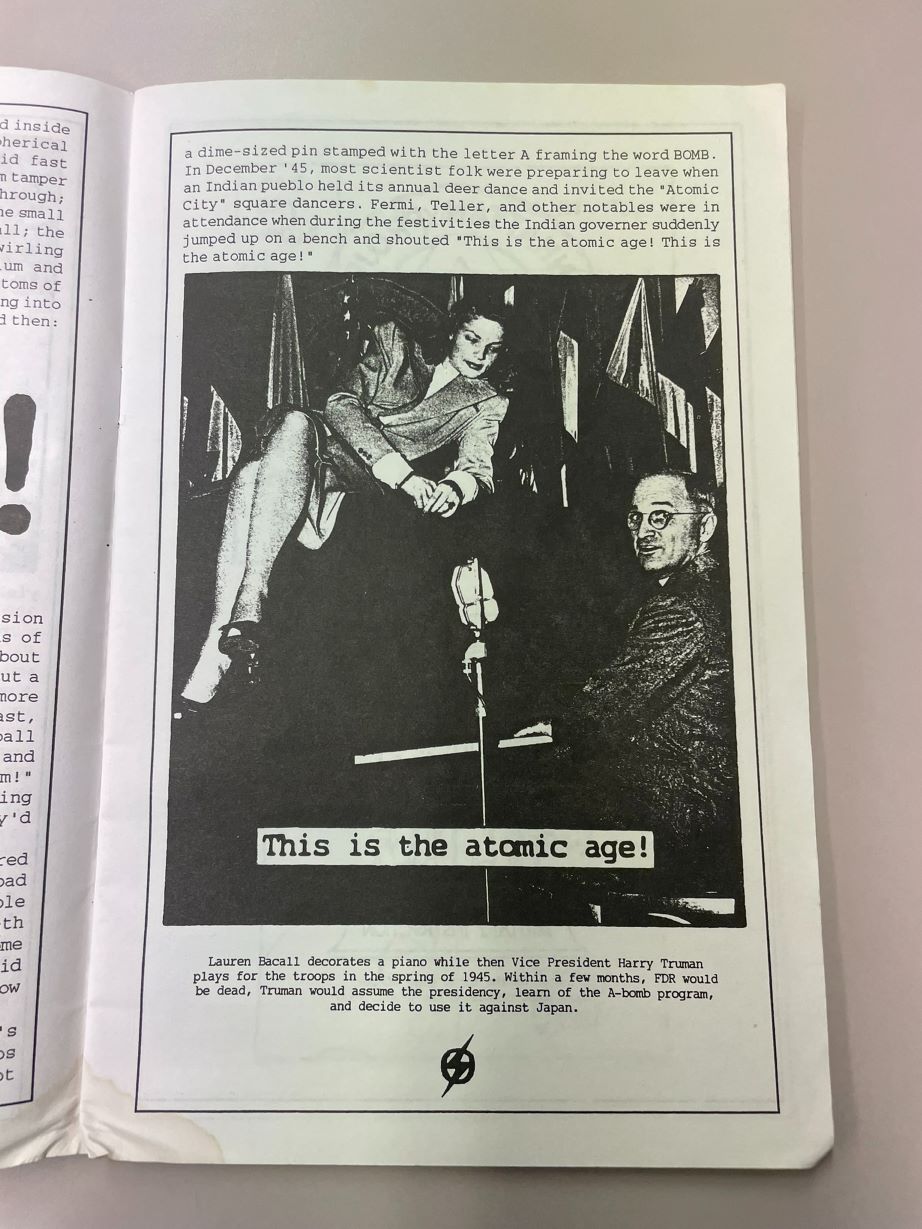 d inside
herical
id fast
n tamper
hrough;
he small
ll; the
wirling
um and
toms of
ng into
d then:
!
sion
s of
bout
ut a
more
ast,
ball
and
m!"
ing
y'd
red
oad
ole
-th
ome
id
ow
's
os
ot
a dime-sized pin stamped with the letter A framing the word BOMB.
In December '45, most scientist folk were preparing to leave when
an Indian pueblo held its annual deer dance and invited the "Atomic
City" square dancers. Fermi, Teller, and other notables were in
attendance when during the festivities the Indian governer suddenly
jumped up on a bench and shouted "This is the atomic age! This is
the atomic age!"
This is the atomic age!
Lauren Bacall decorates a piano while then Vice President Harry Truman
plays for the troops in the spring of 1945. Within a few months, FDR would
be dead, Truman would assume the presidency, learn of the A-bomb program,
and decide to use it against Japan.